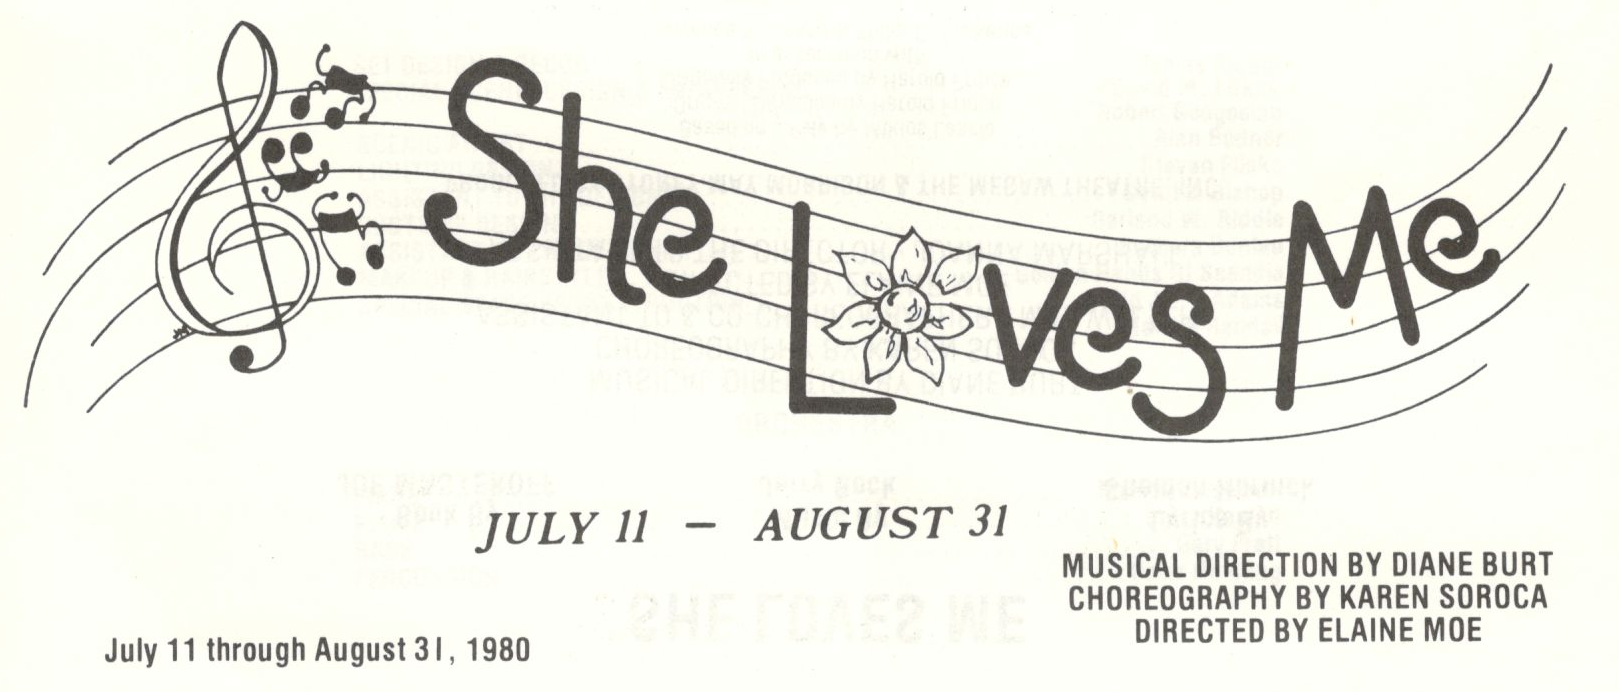 She Loves Me
JULY 11 — AUGUST 31
MUSICAL DIRECTION BY DIANE BURT
CHOREOGRAPHY BY KAREN SOROCA
DIRECTED BY ELAINE MOE
July 11 through August 31, 1980